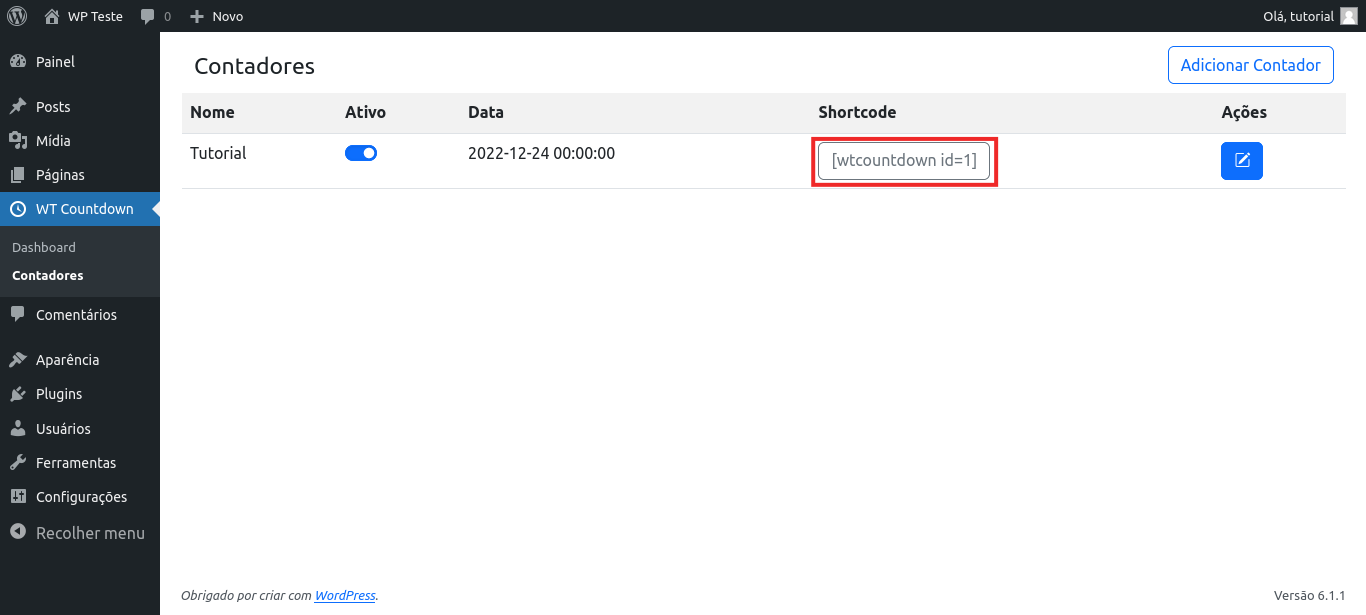 WP Teste 0 Novo Olá, tutorial
Painel
Posts
Mídia
Páginas
WT Countdown
Dashboard
Contadores
Comentários
Aparência
Plugins
Usuários
Ferramentas
Configurações
Recolher menu
Contadores Adicionar Contador
Nome Ativo Data Shortcode Ações
Tutorial 2022-12-24 00:00:00 [wtcountdown id=1]
Obrigado por criar com WordPress. Versão 6.1.1